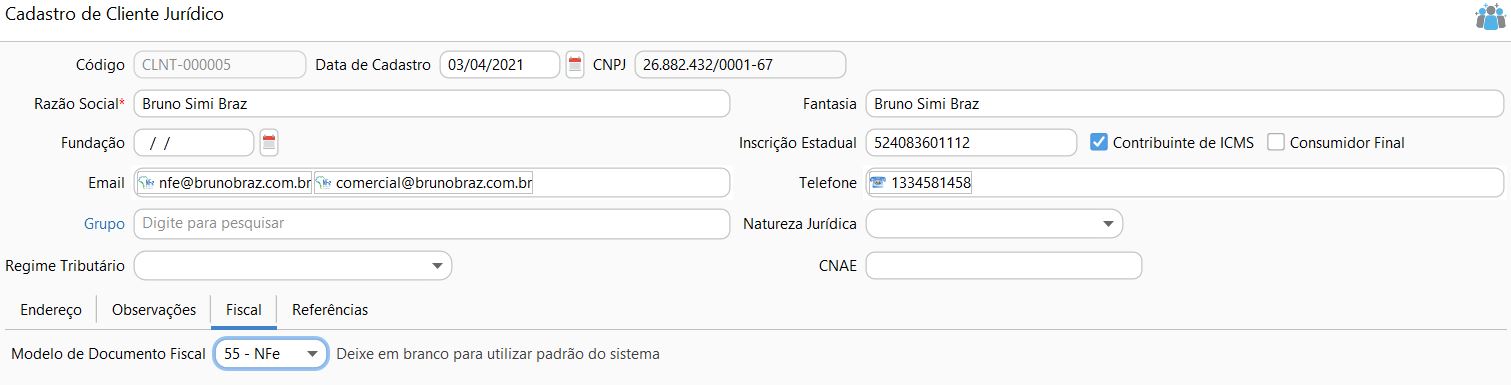 Cadastro de Cliente Jurídico
Código CLNT-000005 Data de Cadastro 03/04/2021 CNPJ 26.882.432/0001-67
Razão Social* Bruno Simi Braz Fantasia Bruno Simi Braz
Fundação / / Inscrição Estadual 524083601112 Contribuinte de ICMS Consumidor Final
Email nfe@brunobraz.com.br comercial@brunobraz.com.br Telefone 1334581458
Grupo Digite para pesquisar Natureza Jurídica
Regime Tributário CNAE
Endereço Observações Fiscal Referências
Modelo de Documento Fiscal 55 - NFe Deixe em branco para utilizar padrão do sistema